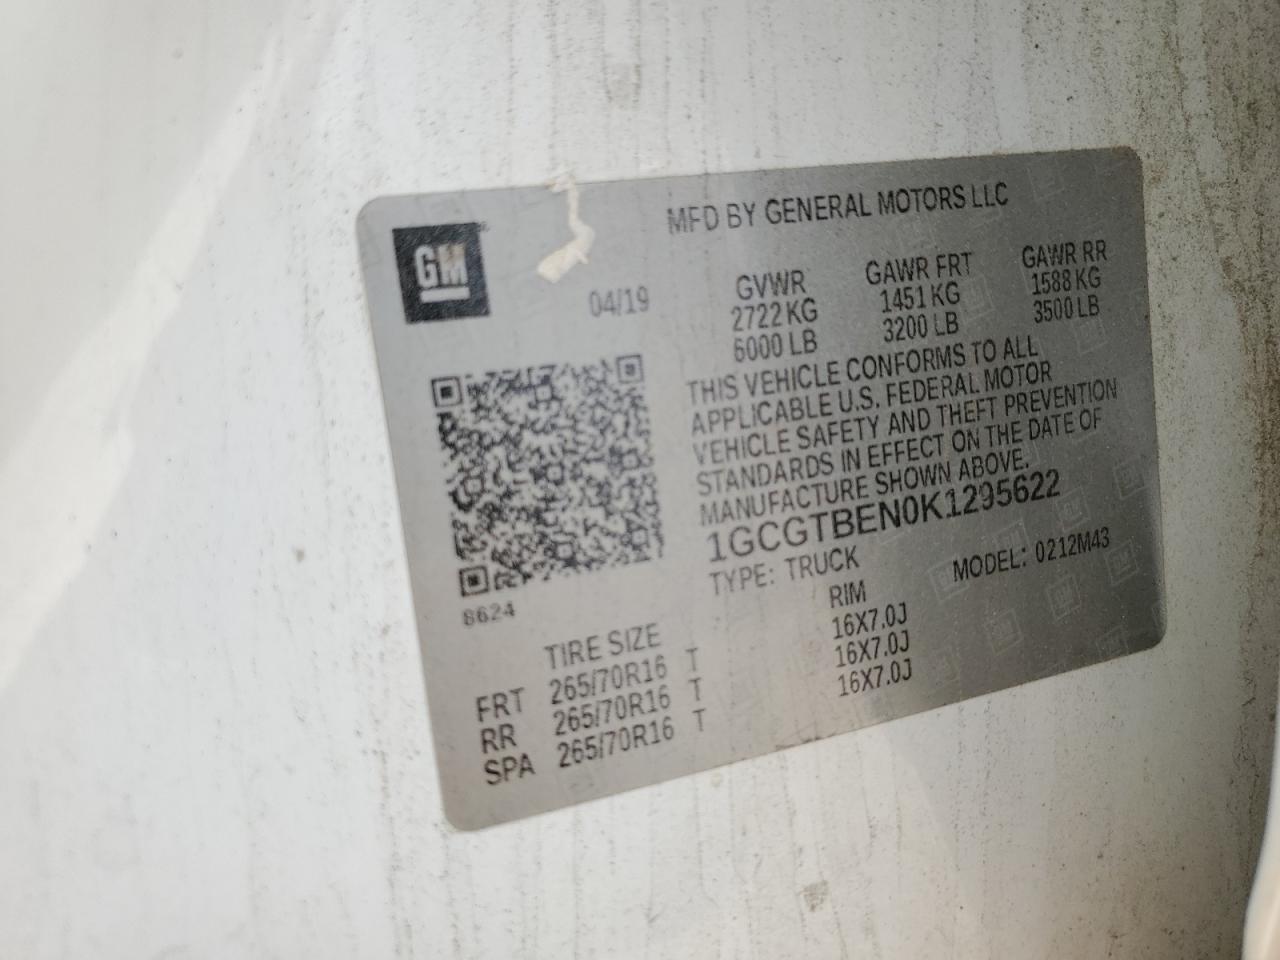 GM
MFD BY GENERAL MOTORS LLC
04/19
GVWR GAWR FRT GAWR RR
2722 KG 1451 KG 1588 KG
6000 LB 3200 LB 3500 LB
THIS VEHICLE CONFORMS TO ALL
APPLICABLE U.S. FEDERAL MOTOR
VEHICLE SAFETY AND THEFT PREVENTION
STANDARDS IN EFFECT ON THE DATE OF
MANUFACTURE SHOWN ABOVE.
1GCGTBEN0K1295622
TYPE: TRUCK MODEL: 0212M43
8624
TIRE SIZE RIM
FRT 265/70R16 T 16X7.0J
RR 265/70R16 T 16X7.0J
SPA 265/70R16 T 16X7.0J